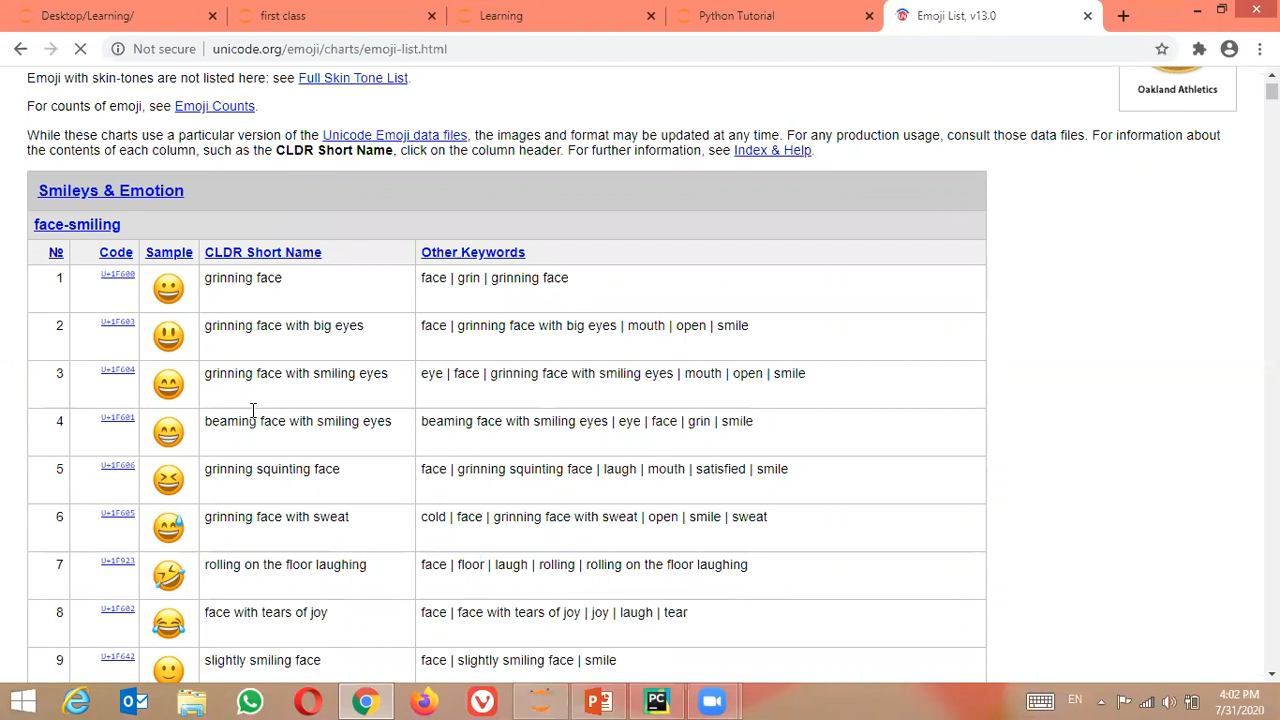 Desktop/Learning/
first class
Learning
Python Tutorial
Emoji List, v13.0
Not secure
unicode.org/emoji/charts/emoji-list.html
Emoji with skin-tones are not listed here: see Full Skin Tone List.
For counts of emoji, see Emoji Counts.
Oakland Athletics
While these charts use a particular version of the Unicode Emoji data files, the images and format may be updated at any time. For any production usage, consult those data files. For information about
the contents of each column, such as the CLDR Short Name, click on the column header. For further information, see Index & Help.
Smileys & Emotion
face-smiling
№ Code Sample CLDR Short Name Other Keywords
1 U+1F600 grinning face face | grin | grinning face
2 U+1F603 grinning face with big eyes face | grinning face with big eyes | mouth | open | smile
3 U+1F604 grinning face with smiling eyes eye | face | grinning face with smiling eyes | mouth | open | smile
4 U+1F601 beaming face with smiling eyes beaming face with smiling eyes | eye | face | grin | smile
5 U+1F606 grinning squinting face face | grinning squinting face | laugh | mouth | satisfied | smile
6 U+1F605 grinning face with sweat cold | face | grinning face with sweat | open | smile | sweat
7 U+1F923 rolling on the floor laughing face | floor | laugh | rolling | rolling on the floor laughing
8 U+1F602 face with tears of joy face | face with tears of joy | joy | laugh | tear
9 U+1F642 slightly smiling face face | slightly smiling face | smile
EN
4:02 PM
7/31/2020